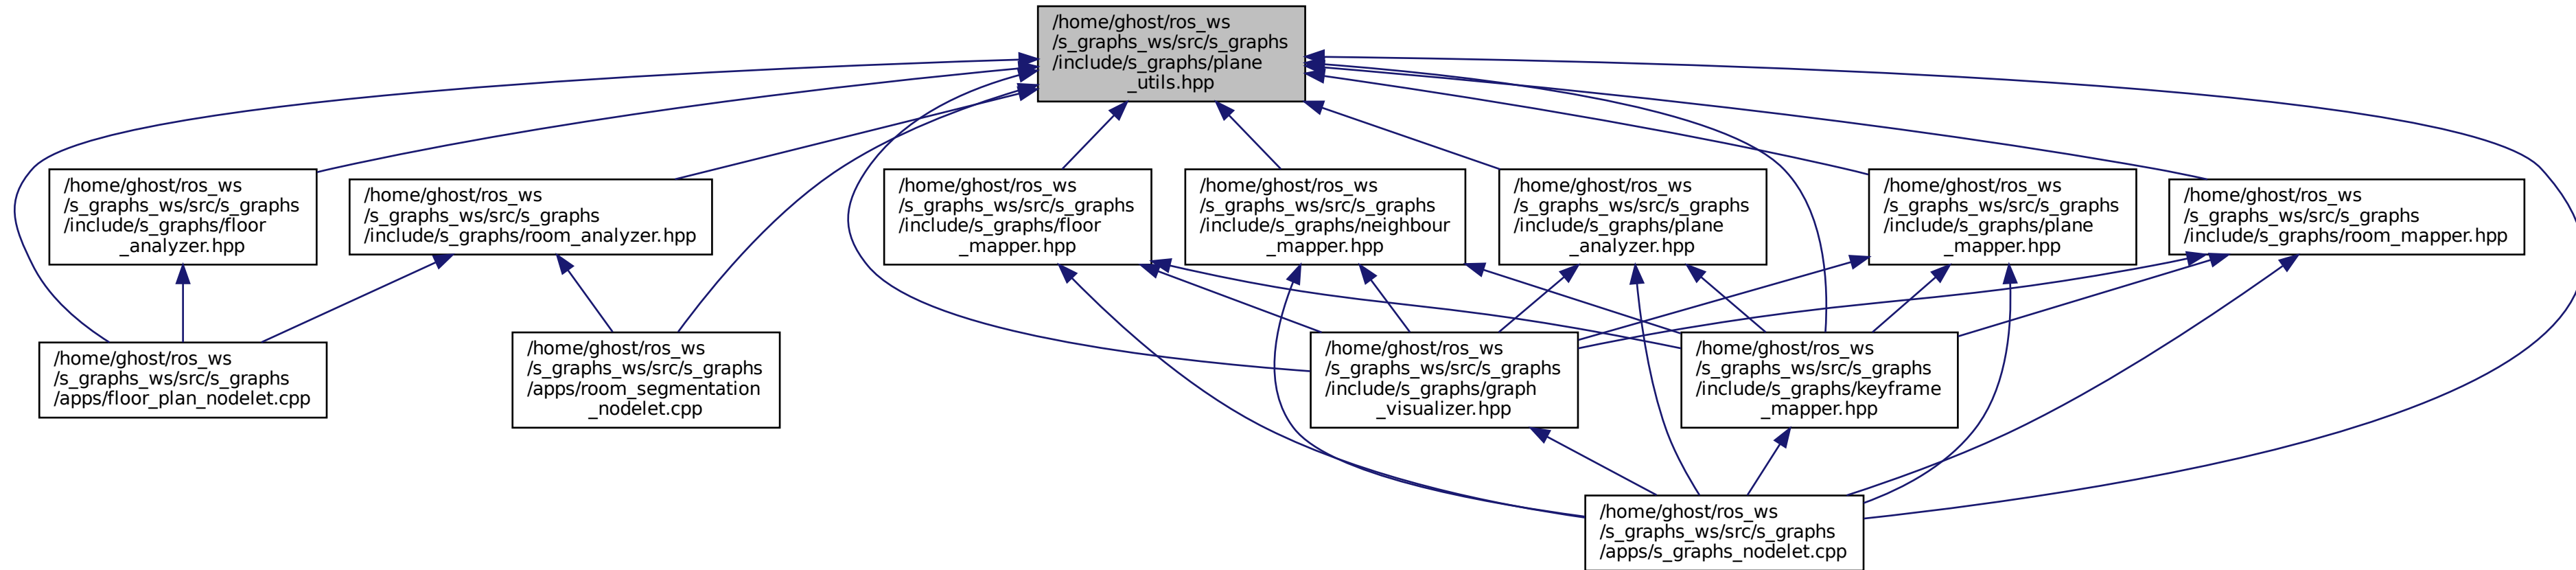 /home/ghost/ros_ws
/s_graphs_ws/src/s_graphs
/include/s_graphs/plane
_utils.hpp
/home/ghost/ros_ws
/s_graphs_ws/src/s_graphs
/include/s_graphs/floor
_analyzer.hpp
/home/ghost/ros_ws
/s_graphs_ws/src/s_graphs
/include/s_graphs/room_analyzer.hpp
/home/ghost/ros_ws
/s_graphs_ws/src/s_graphs
/include/s_graphs/floor
_mapper.hpp
/home/ghost/ros_ws
/s_graphs_ws/src/s_graphs
/include/s_graphs/neighbour
_mapper.hpp
/home/ghost/ros_ws
/s_graphs_ws/src/s_graphs
/include/s_graphs/plane
_analyzer.hpp
/home/ghost/ros_ws
/s_graphs_ws/src/s_graphs
/include/s_graphs/plane
_mapper.hpp
/home/ghost/ros_ws
/s_graphs_ws/src/s_graphs
/include/s_graphs/room_mapper.hpp
/home/ghost/ros_ws
/s_graphs_ws/src/s_graphs
/apps/floor_plan_nodelet.cpp
/home/ghost/ros_ws
/s_graphs_ws/src/s_graphs
/apps/room_segmentation
_nodelet.cpp
/home/ghost/ros_ws
/s_graphs_ws/src/s_graphs
/include/s_graphs/graph
_visualizer.hpp
/home/ghost/ros_ws
/s_graphs_ws/src/s_graphs
/include/s_graphs/keyframe
_mapper.hpp
/home/ghost/ros_ws
/s_graphs_ws/src/s_graphs
/apps/s_graphs_nodelet.cpp